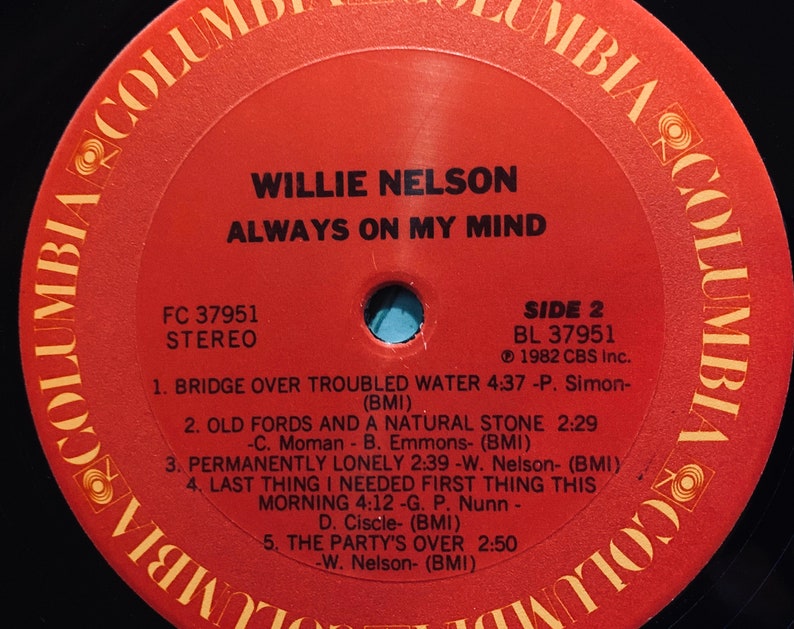 COLUMBIA
COLUMBIA
COLUMBIA
COLUMBIA
COLUMBIA
WILLIE NELSON
ALWAYS ON MY MIND
FC 37951
STEREO
SIDE 2
BL 37951
℗ 1982 CBS Inc.
1. BRIDGE OVER TROUBLED WATER 4:37 -P. Simon-
(BMI)
2. OLD FORDS AND A NATURAL STONE 2:29
-C. Moman - B. Emmons- (BMI)
3. PERMANENTLY LONELY 2:39 -W. Nelson- (BMI)
4. LAST THING I NEEDED FIRST THING THIS
MORNING 4:12 -G. P. Nunn -
D. Ciscle- (BMI)
5. THE PARTY'S OVER 2:50
-W. Nelson- (BMI)